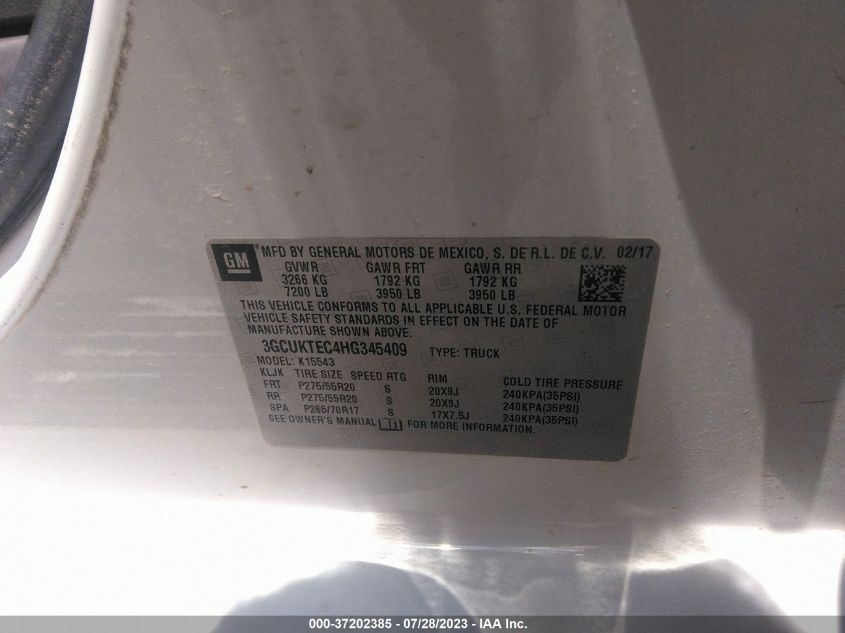 GM MFD BY GENERAL MOTORS DE MEXICO, S. DE R.L. DE C.V. 02/17
GVWR GAWR FRT GAWR RR
3266 KG 1792 KG 1792 KG
7200 LB 3950 LB 3950 LB
THIS VEHICLE CONFORMS TO ALL APPLICABLE U.S. FEDERAL MOTOR
VEHICLE SAFETY STANDARDS IN EFFECT ON THE DATE OF
MANUFACTURE SHOWN ABOVE.
3GCUKTEC4HG345409 TYPE: TRUCK
MODEL: K15543
KLJK TIRE SIZE SPEED RTG RIM COLD TIRE PRESSURE
FRT P275/55R20 S 20X9J 240KPA(35PSI)
RR P275/55R20 S 20X9J 240KPA(35PSI)
SPA P265/70R17 S 17X7.5J 240KPA(35PSI)
SEE OWNER'S MANUAL FOR MORE INFORMATION.
000-37202385 / 07/28/2023 - © IAA Inc.